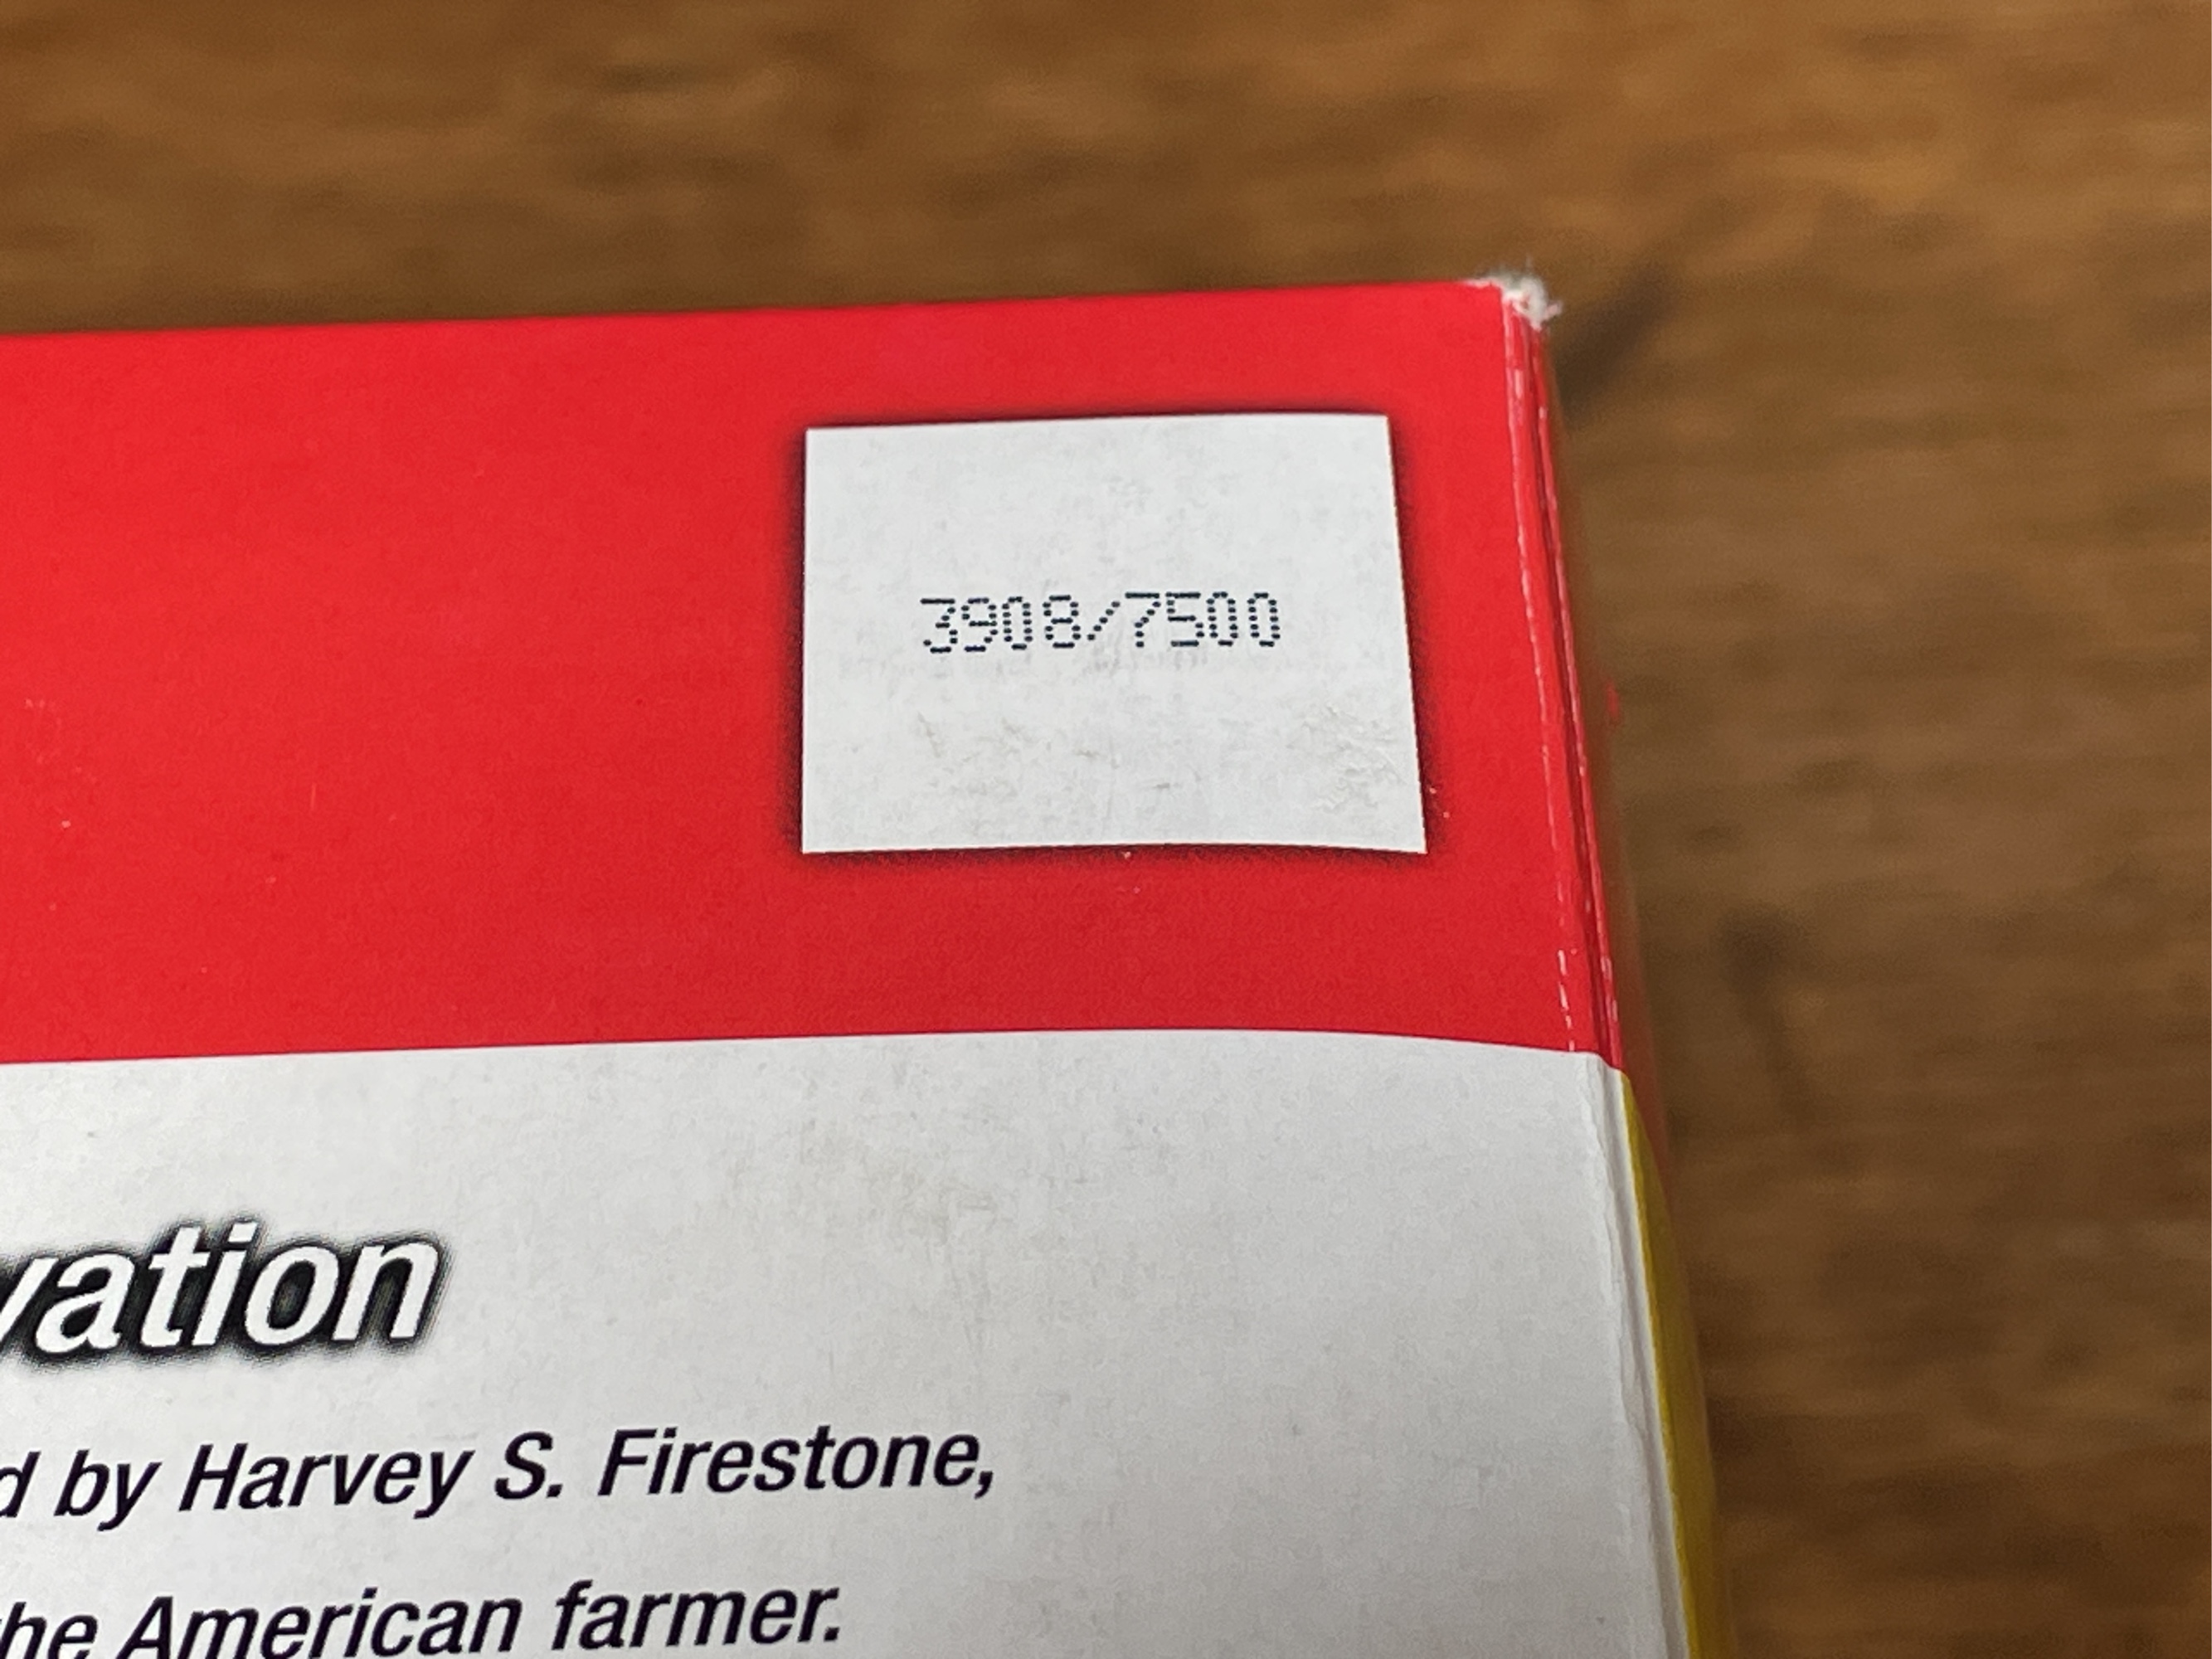 3908/7500
vation
d by Harvey S. Firestone,
he American farmer.